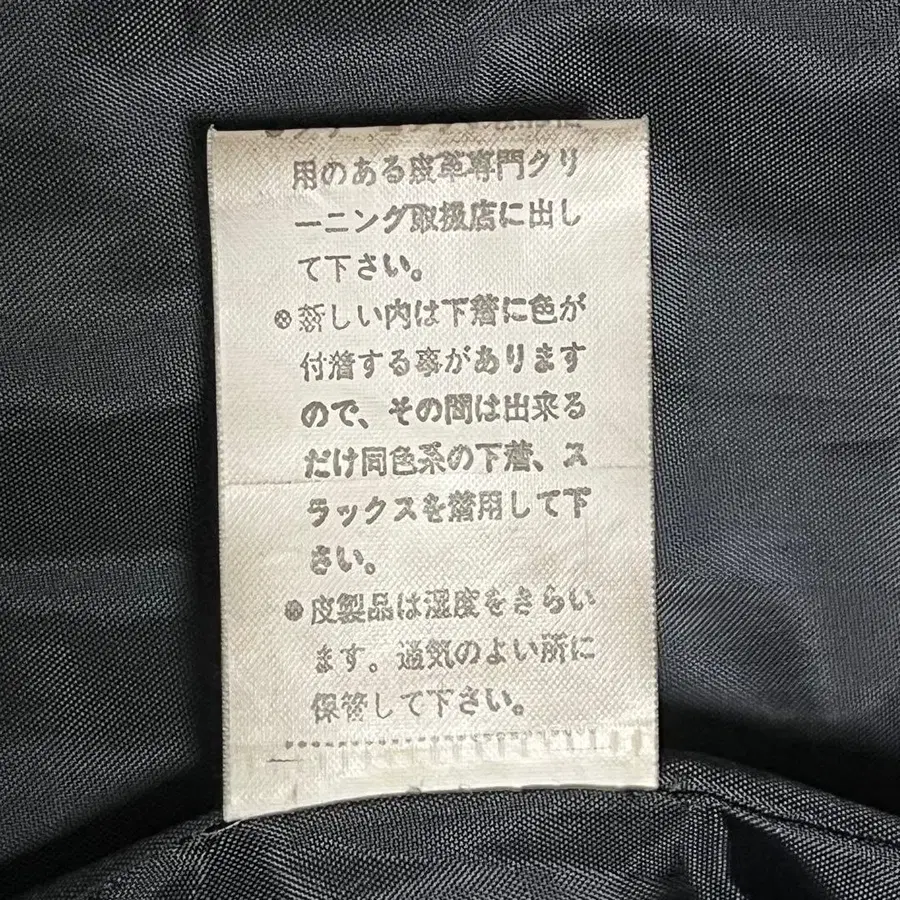 用のある皮革専門クリ
ーニング取扱店に出し
て下さい。
●新しい内は下着に色が
付着する事があります
ので、その間は出来る
だけ同色系の下着、ス
ラックスを着用して下
さい。
●皮製品は湿度をきらい
ます。通気のよい所に
保管して下さい。